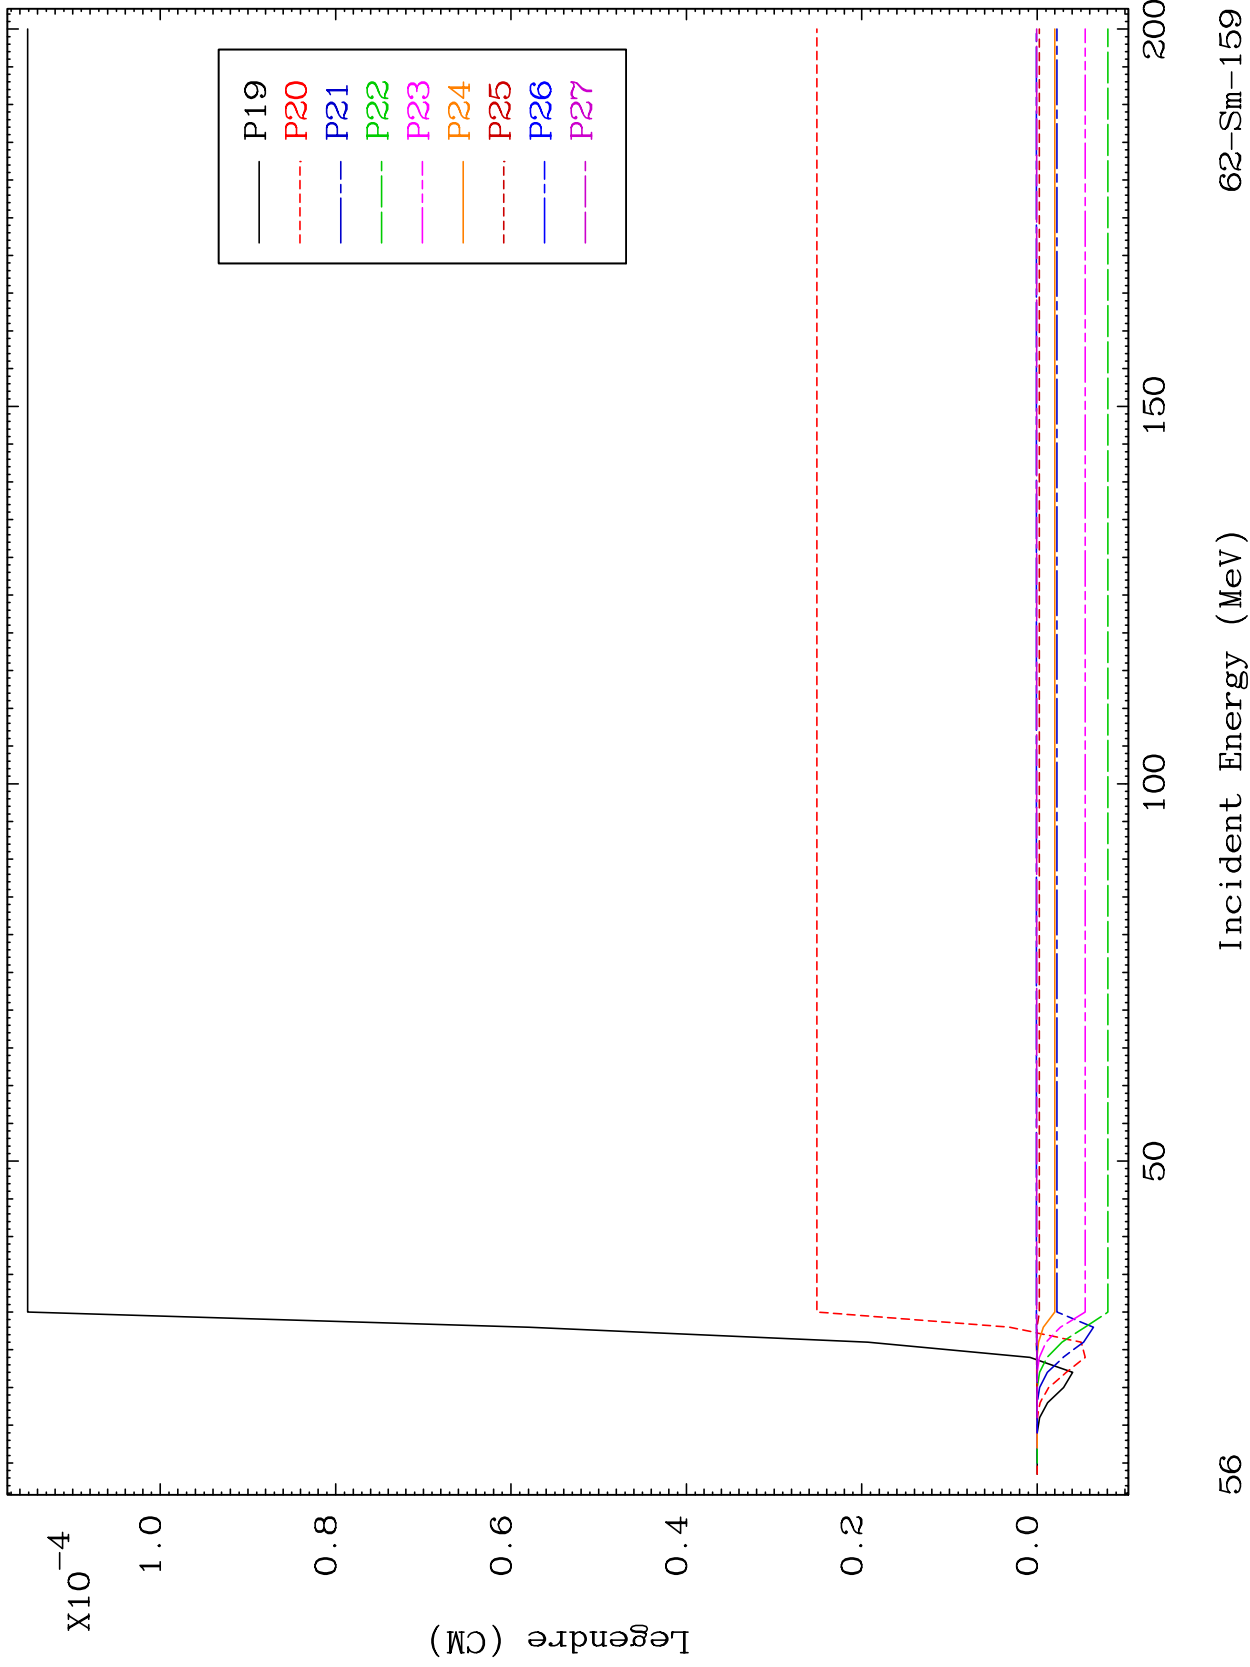 X10⁻⁴
1.0
0.8
0.6
0.4
0.2
0.0
Legendre (CM)
P19
P20
P21
P22
P23
P24
P25
P26
P27
50
100
150
200
Incident Energy (MeV)
56
62-Sm-159